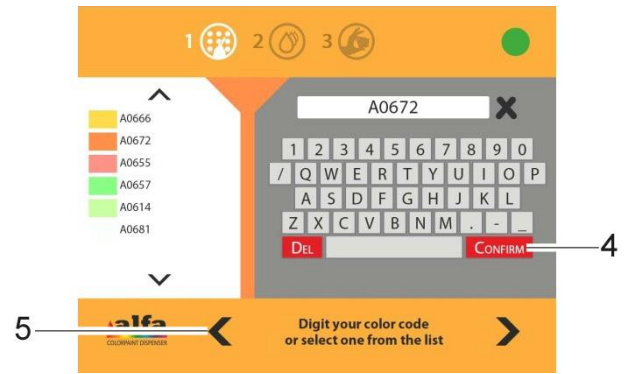 1 2 3
A0666
A0672
A0655
A0657
A0614
A0681
A0672
1 2 3 4 5 6 7 8 9 0
/ Q W E R T Y U I O P
A S D F G H J K L
Z X C V B N M . - _
DEL CONFIRM
4
5
alfa
COLORPAINT DISPENSER
Digit your color code
or select one from the list